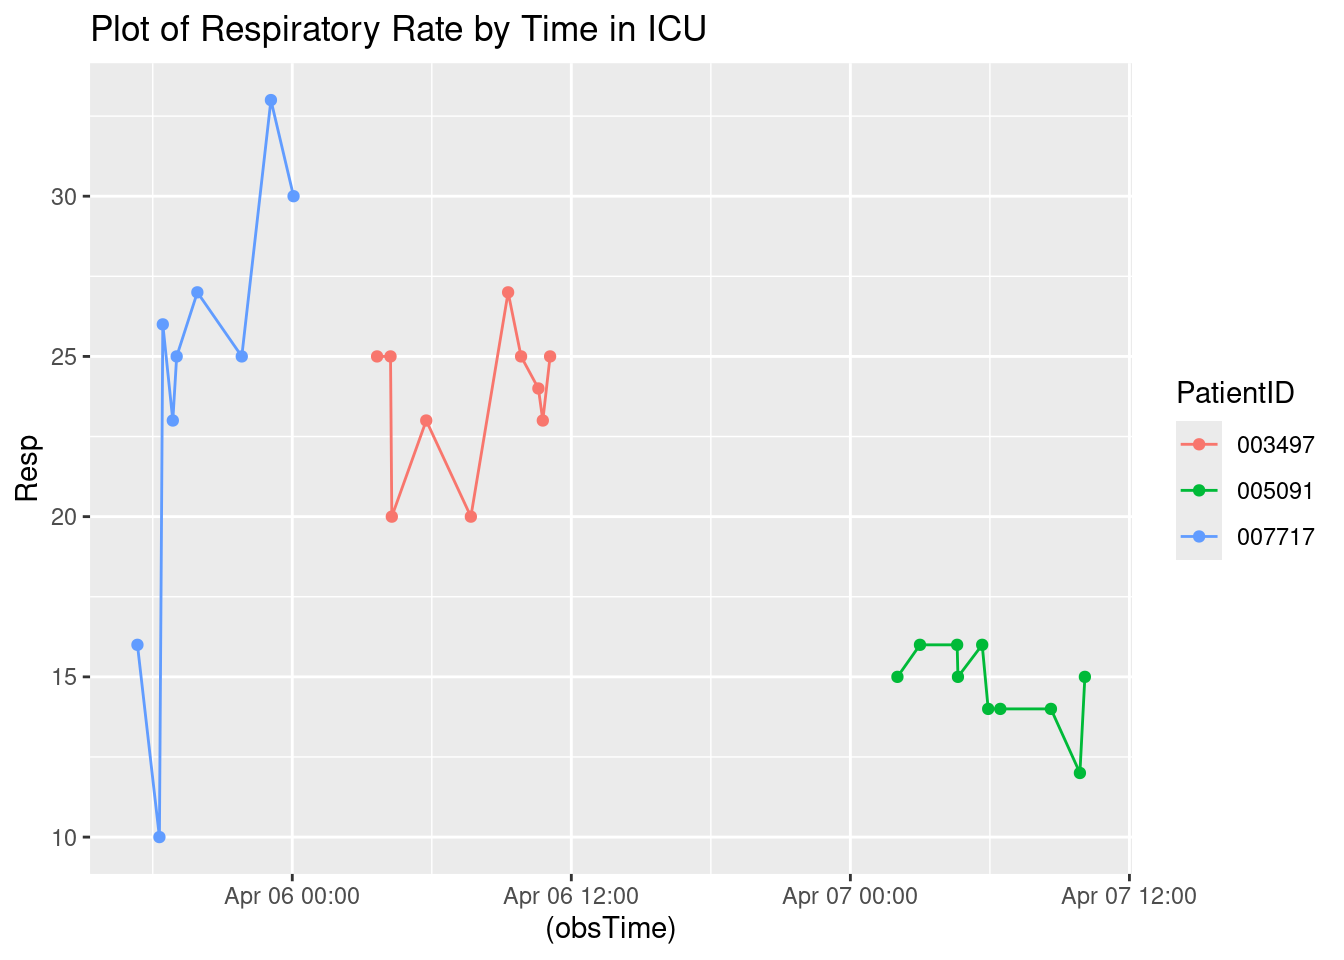 Plot of Respiratory Rate by Time in ICU
Resp
30
25
20
15
10
Apr 06 00:00
Apr 06 12:00
Apr 07 00:00
Apr 07 12:00
(obsTime)
PatientID
003497
005091
007717